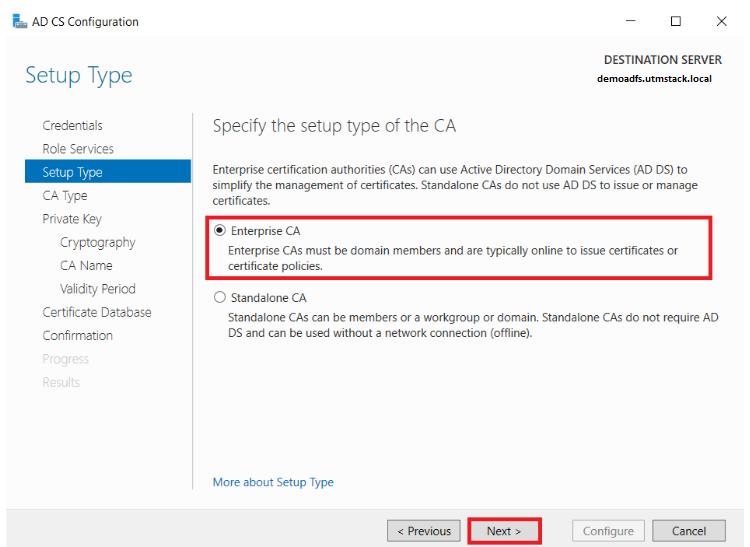 AD CS Configuration
Setup Type
DESTINATION SERVER
demoadfs.utmstack.local
Credentials
Role Services
Setup Type
CA Type
Private Key
Cryptography
CA Name
Validity Period
Certificate Database
Confirmation
Progress
Results
Specify the setup type of the CA
Enterprise certification authorities (CAs) can use Active Directory Domain Services (AD DS) to
simplify the management of certificates. Standalone CAs do not use AD DS to issue or manage
certificates.
Enterprise CA
Enterprise CAs must be domain members and are typically online to issue certificates or
certificate policies.
Standalone CA
Standalone CAs can be members or a workgroup or domain. Standalone CAs do not require AD
DS and can be used without a network connection (offline).
More about Setup Type
< Previous
Next >
Configure
Cancel